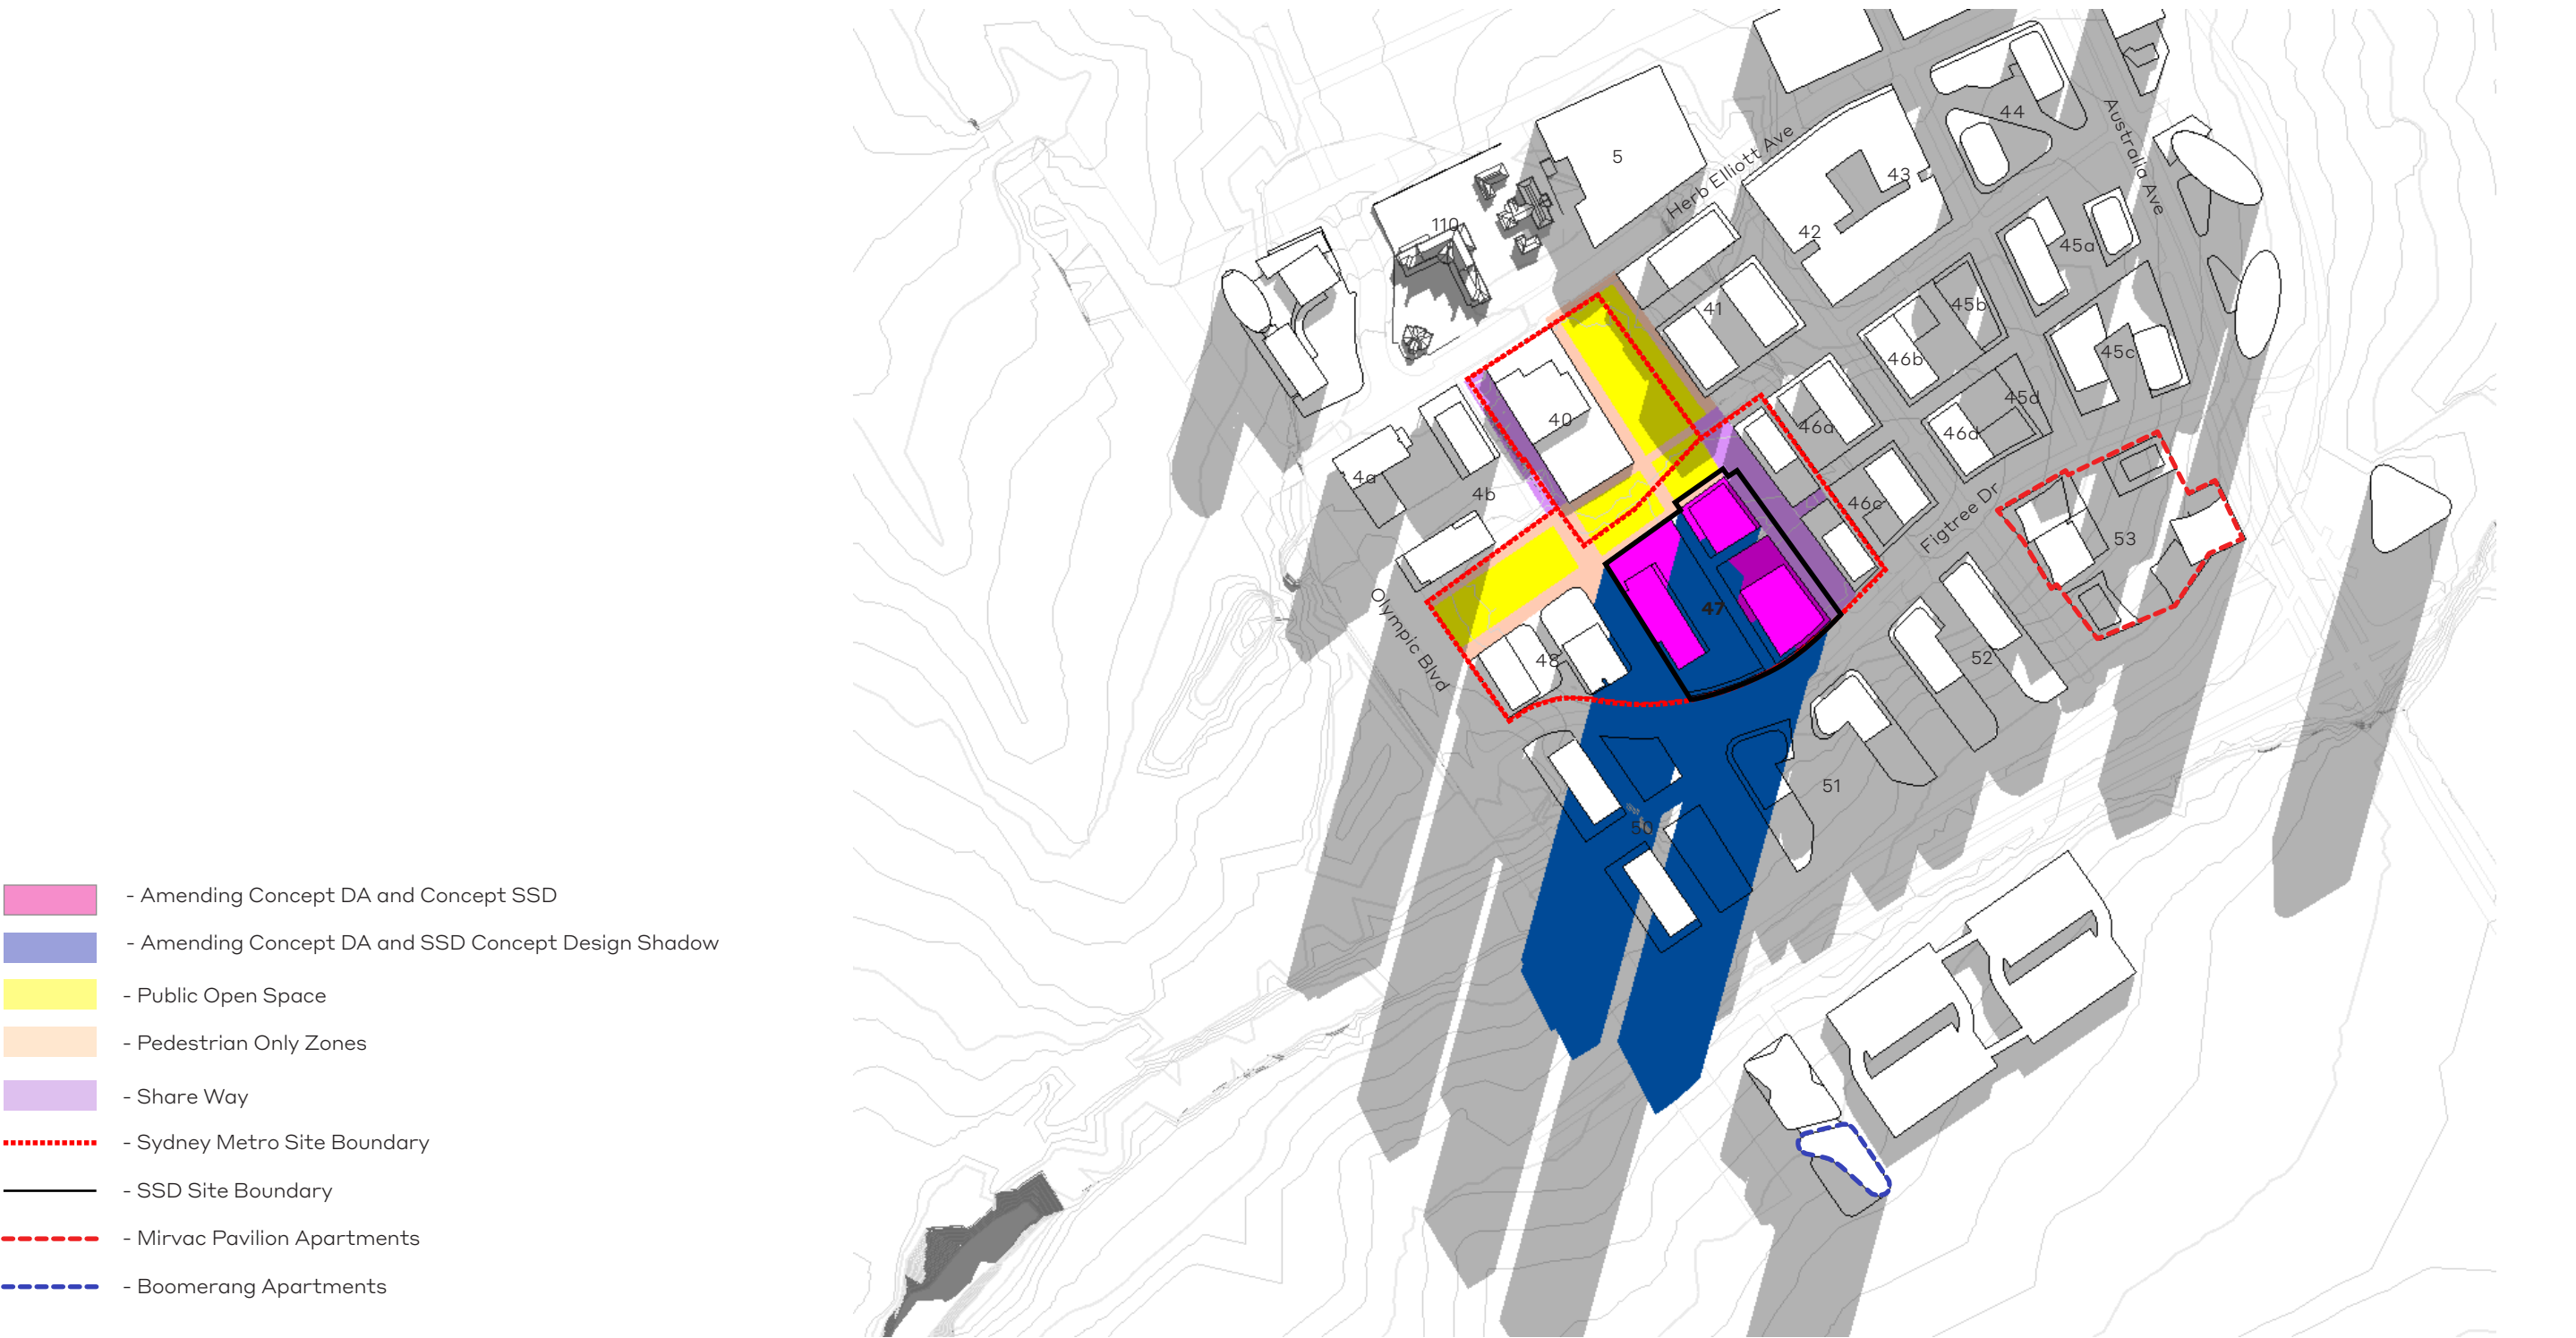 44
Australia Ave
5
Herb Elliott Ave
43
110
42
45a
41
45b
45c
46b
40
45d
46a
46d
4a
4b
46c
Figtree Dr
53
Olympic Blvd
47
48
52
51
50
- Amending Concept DA and Concept SSD
- Amending Concept DA and SSD Concept Design Shadow
- Public Open Space
- Pedestrian Only Zones
- Share Way
- Sydney Metro Site Boundary
- SSD Site Boundary
- Mirvac Pavilion Apartments
- Boomerang Apartments